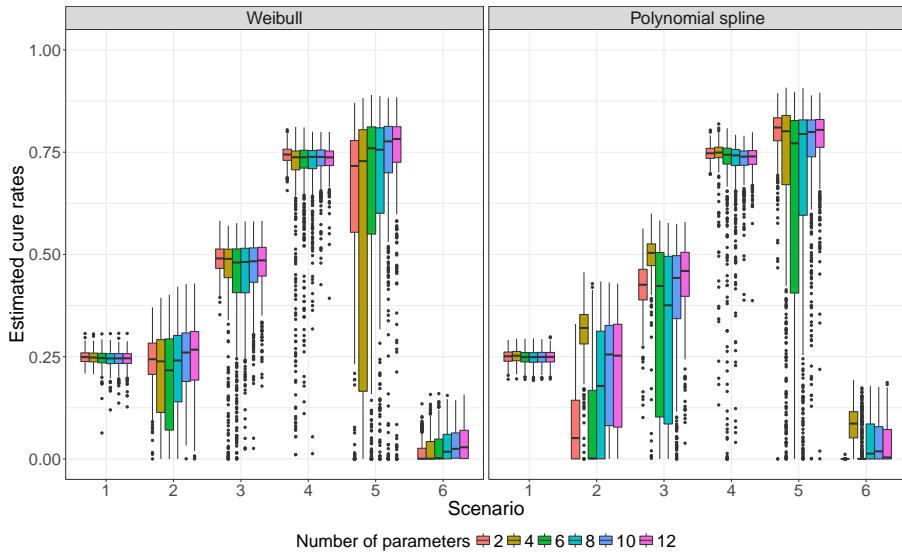 Weibull Polynomial spline
Estimated cure rates
1.00
0.75
0.50
0.25
0.00
1 2 3 4 5 6 1 2 3 4 5 6
Scenario
Number of parameters 2 4 6 8 10 12